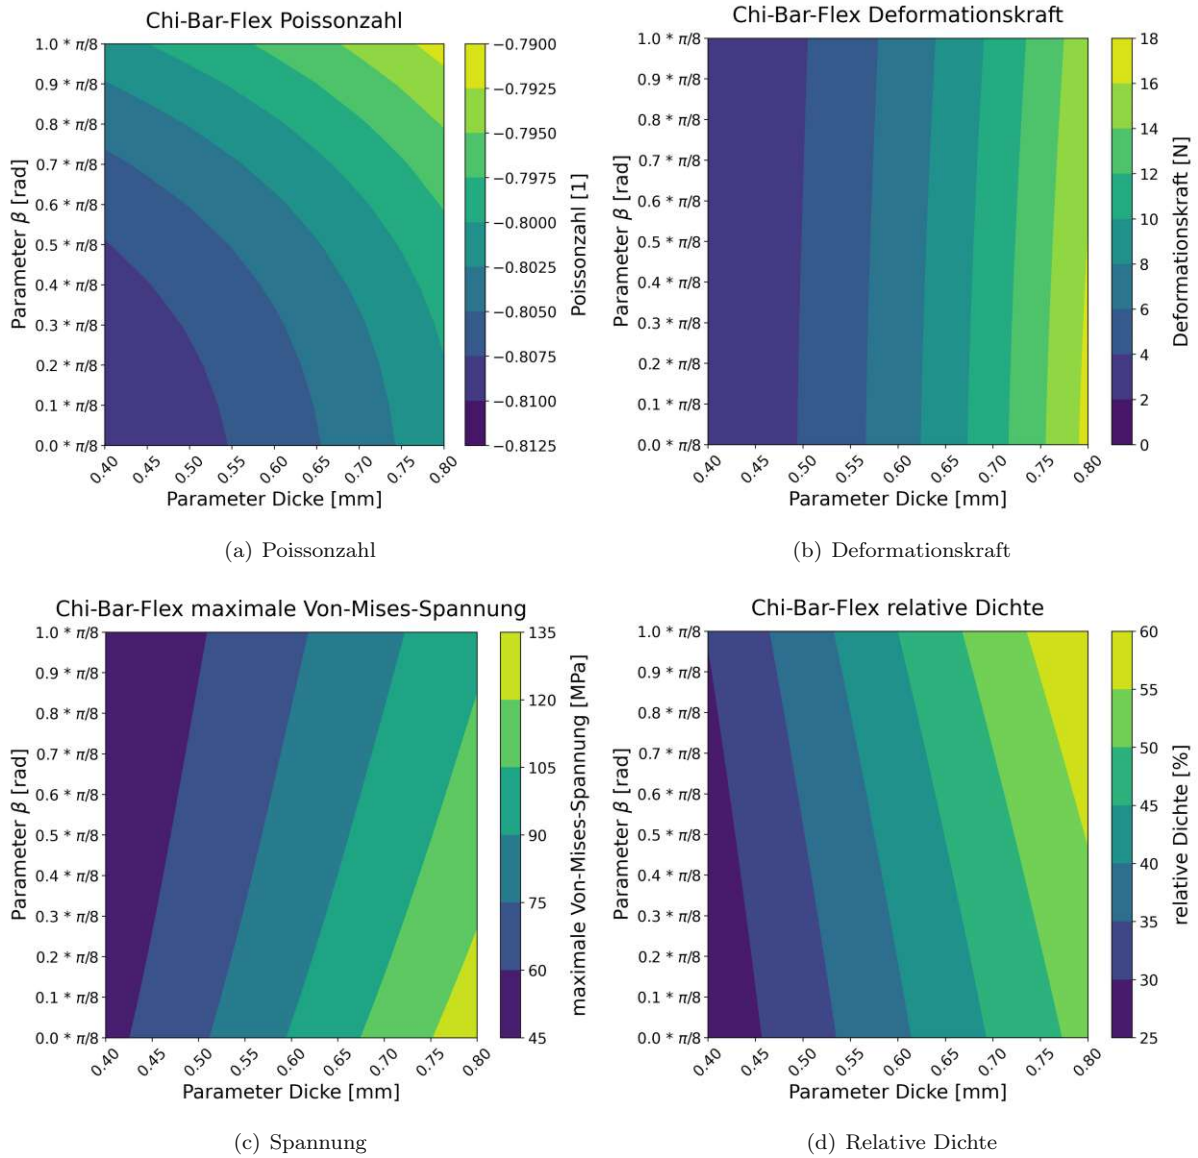 Chi-Bar-Flex Poissonzahl
1.0 * π/8
0.9 * π/8
0.8 * π/8
0.7 * π/8
0.6 * π/8
0.5 * π/8
0.4 * π/8
0.3 * π/8
0.2 * π/8
0.1 * π/8
0.0 * π/8
Parameter β [rad]
0.40 0.45 0.50 0.55 0.60 0.65 0.70 0.75 0.80
Parameter Dicke [mm]
−0.7900
−0.7925
−0.7950
−0.7975
−0.8000
−0.8025
−0.8050
−0.8075
−0.8100
−0.8125
Poissonzahl [1]
(a) Poissonzahl
Chi-Bar-Flex Deformationskraft
1.0 * π/8
0.9 * π/8
0.8 * π/8
0.7 * π/8
0.6 * π/8
0.5 * π/8
0.4 * π/8
0.3 * π/8
0.2 * π/8
0.1 * π/8
0.0 * π/8
Parameter β [rad]
0.40 0.45 0.50 0.55 0.60 0.65 0.70 0.75 0.80
Parameter Dicke [mm]
18
16
14
12
10
8
6
4
2
0
Deformationskraft [N]
(b) Deformationskraft
Chi-Bar-Flex maximale Von-Mises-Spannung
1.0 * π/8
0.9 * π/8
0.8 * π/8
0.7 * π/8
0.6 * π/8
0.5 * π/8
0.4 * π/8
0.3 * π/8
0.2 * π/8
0.1 * π/8
0.0 * π/8
Parameter β [rad]
0.40 0.45 0.50 0.55 0.60 0.65 0.70 0.75 0.80
Parameter Dicke [mm]
135
120
105
90
75
60
45
maximale Von-Mises-Spannung [MPa]
(c) Spannung
Chi-Bar-Flex relative Dichte
1.0 * π/8
0.9 * π/8
0.8 * π/8
0.7 * π/8
0.6 * π/8
0.5 * π/8
0.4 * π/8
0.3 * π/8
0.2 * π/8
0.1 * π/8
0.0 * π/8
Parameter β [rad]
0.40 0.45 0.50 0.55 0.60 0.65 0.70 0.75 0.80
Parameter Dicke [mm]
60
55
50
45
40
35
30
25
relative Dichte [%]
(d) Relative Dichte